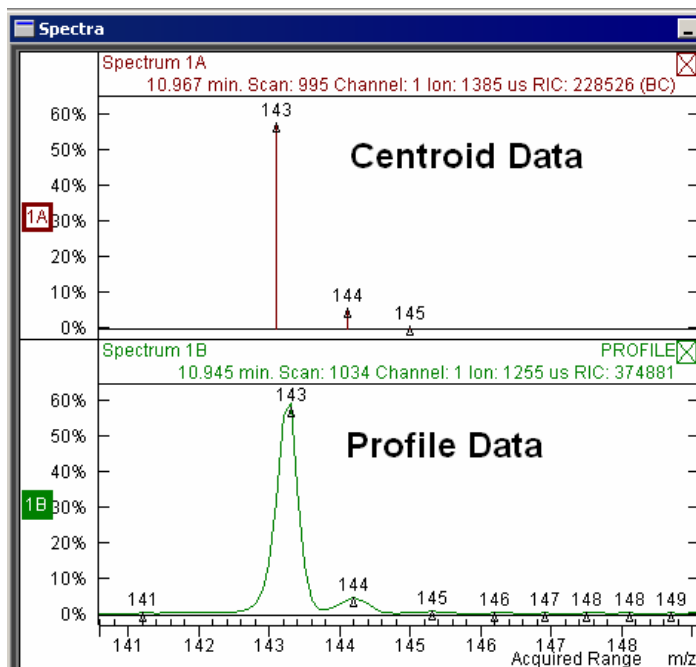 Spectra
Spectrum 1A
10.967 min. Scan: 995 Channel: 1 Ion: 1385 us RIC: 228526 (BC)
60%
143
50%
Centroid Data
40%
1A
30%
20%
10%
144
145
0%
Spectrum 1B
PROFILE
10.945 min. Scan: 1034 Channel: 1 Ion: 1255 us RIC: 374881
60%
143
50%
Profile Data
40%
1B
30%
20%
10%
141
144
145
146
147
148
148
149
0%
141 142 143 144 145 146 147 148
Acquired Range m/z